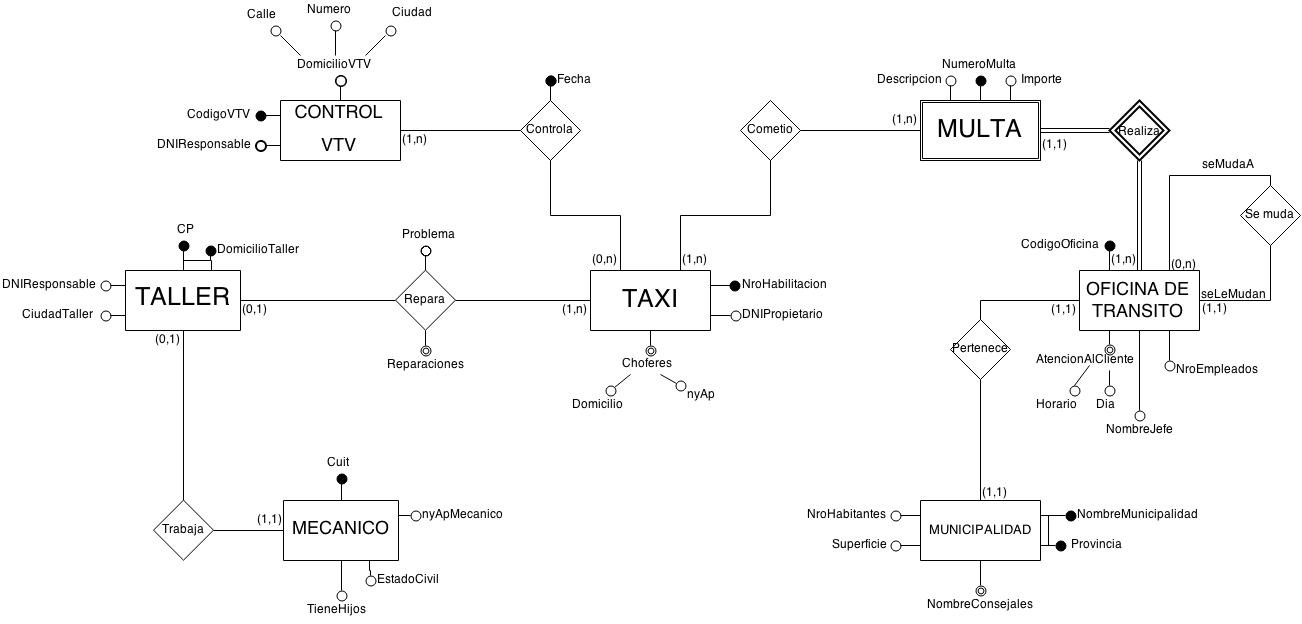 Calle
Numero
Ciudad
DomicilioVTV
CodigoVTV
DNIResponsable
CONTROL
VTV
(1,n)
Fecha
Controla
Cometio
Descripcion
NumeroMulta
Importe
(1,n)
MULTA
(1,1)
Realiza
seMudaA
Se muda
CP
DomicilioTaller
DNIResponsable
CiudadTaller
TALLER
(0,1)
(0,1)
Problema
Repara
Reparaciones
(0,n)
(1,n)
(1,n)
TAXI
NroHabilitacion
DNIPropietario
Choferes
Domicilio
nyAp
CodigoOficina
(1,n)
(0,n)
OFICINA DE
TRANSITO
seLeMudan
(1,1)
(1,1)
Pertenece
AtencionAlCliente
Horario
Dia
NroEmpleados
NombreJefe
Cuit
Trabaja
(1,1)
MECANICO
nyApMecanico
EstadoCivil
TieneHijos
(1,1)
NroHabitantes
Superficie
MUNICIPALIDAD
NombreMunicipalidad
Provincia
NombreConsejales